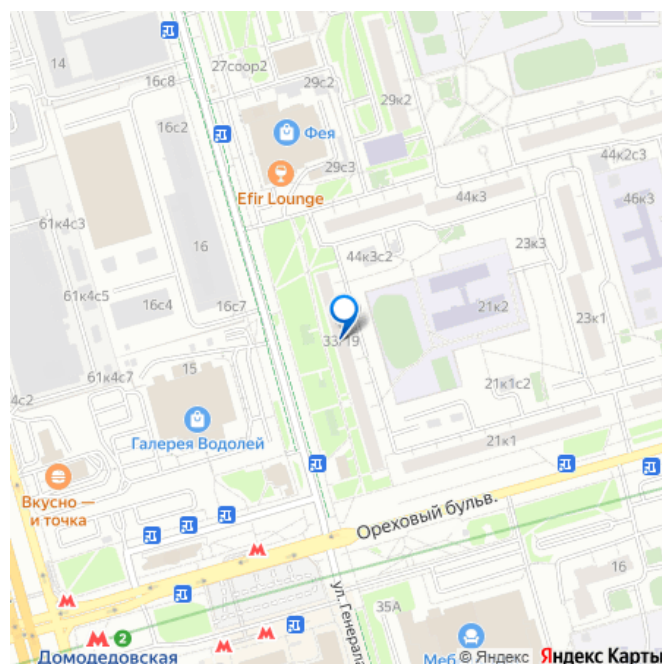 14
16с8
27соор2
29с2
29к2
16с2
Фея
29с3
44к2с3
Efir Lounge
44к3
46к3
61к4с3
16
44к3с2
23к3
61к4с5
16с4
16с7
21к2
23к1
33/19
15
61к4с7
4с2
21к1с2
Галерея Водолей
21к1
Вкусно —
и точка
Ореховый бульв.
16
35А
ул. Генерала
2
Домодедовская
Меб
© Яндекс Яндекс Карты